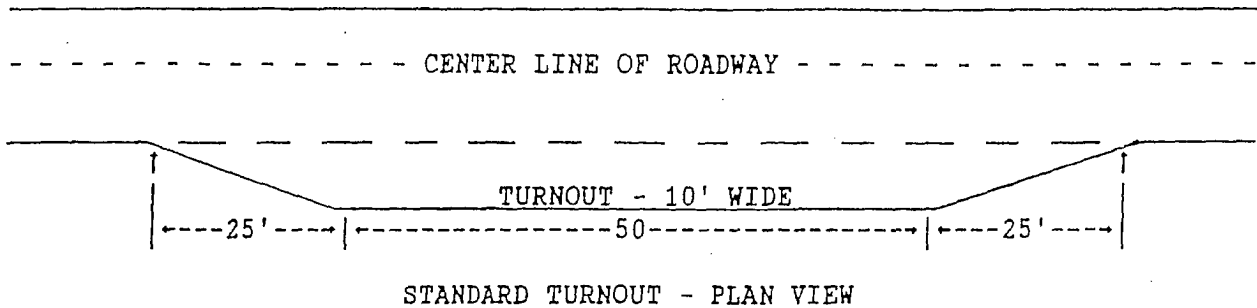 CENTER LINE OF ROADWAY
TURNOUT - 10' WIDE
25' 50 25'
STANDARD TURNOUT - PLAN VIEW